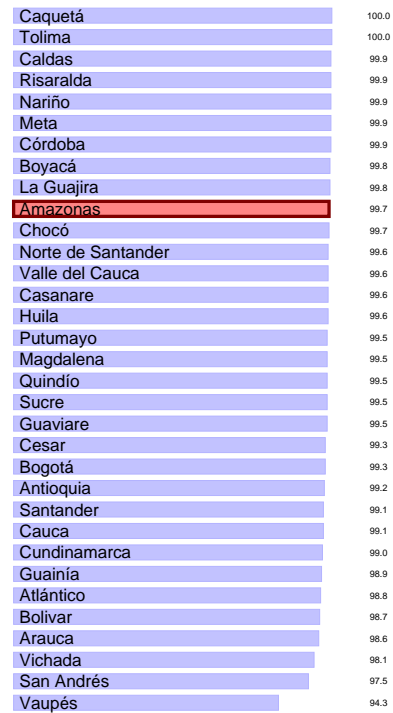 Caquetá 100.0
Tolima 100.0
Caldas 99.9
Risaralda 99.9
Nariño 99.9
Meta 99.9
Córdoba 99.9
Boyacá 99.8
La Guajira 99.8
Amazonas 99.7
Chocó 99.7
Norte de Santander 99.6
Valle del Cauca 99.6
Casanare 99.6
Huila 99.6
Putumayo 99.5
Magdalena 99.5
Quindío 99.5
Sucre 99.5
Guaviare 99.5
Cesar 99.3
Bogotá 99.3
Antioquia 99.2
Santander 99.1
Cauca 99.1
Cundinamarca 99.0
Guainía 98.9
Atlántico 98.8
Bolivar 98.7
Arauca 98.6
Vichada 98.1
San Andrés 97.5
Vaupés 94.3